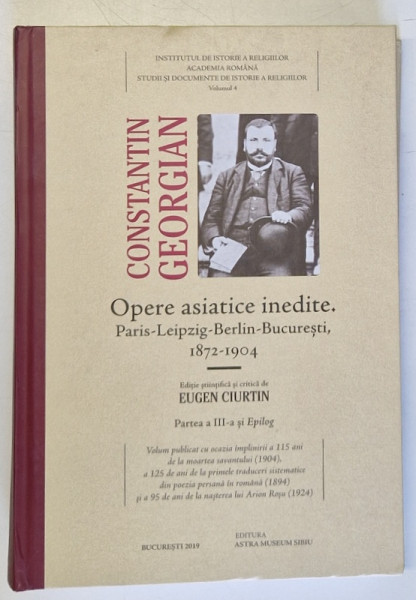 INSTITUTUL DE ISTORIE A RELIGIILOR
ACADEMIA ROMÂNĂ
STUDII ȘI DOCUMENTE DE ISTORIE A RELIGIILOR
Volumul 4
CONSTANTIN
GEORGIAN
Opere asiatice inedite.
Paris-Leipzig-Berlin-București,
1872-1904
Ediție științifică și critică de
EUGEN CIURTIN
Partea a III-a și Epilog
Volum publicat cu ocazia împlinirii a 115 ani
de la moartea savantului (1904),
a 125 de ani de la primele traduceri sistematice
din poezia persană în română (1894)
și a 95 de ani de la nașterea lui Arion Roșu (1924)
BUCUREȘTI 2019
EDITURA
ASTRA MUSEUM SIBIU